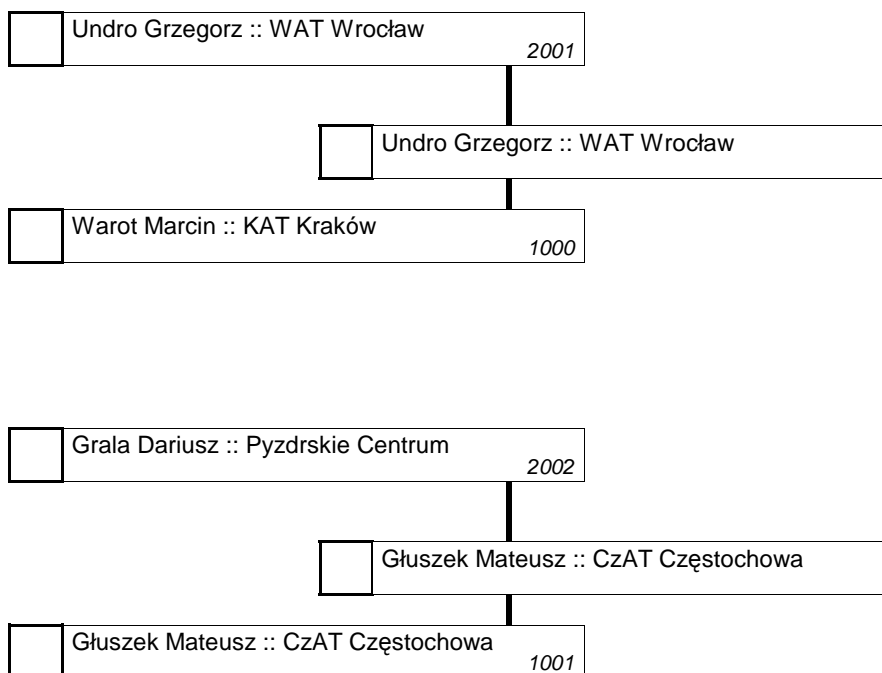 Undro Grzegorz :: WAT Wrocław
2001
Undro Grzegorz :: WAT Wrocław
Warot Marcin :: KAT Kraków
1000
Grala Dariusz :: Pyzdrskie Centrum
2002
Głuszek Mateusz :: CzAT Częstochowa
Głuszek Mateusz :: CzAT Częstochowa
1001